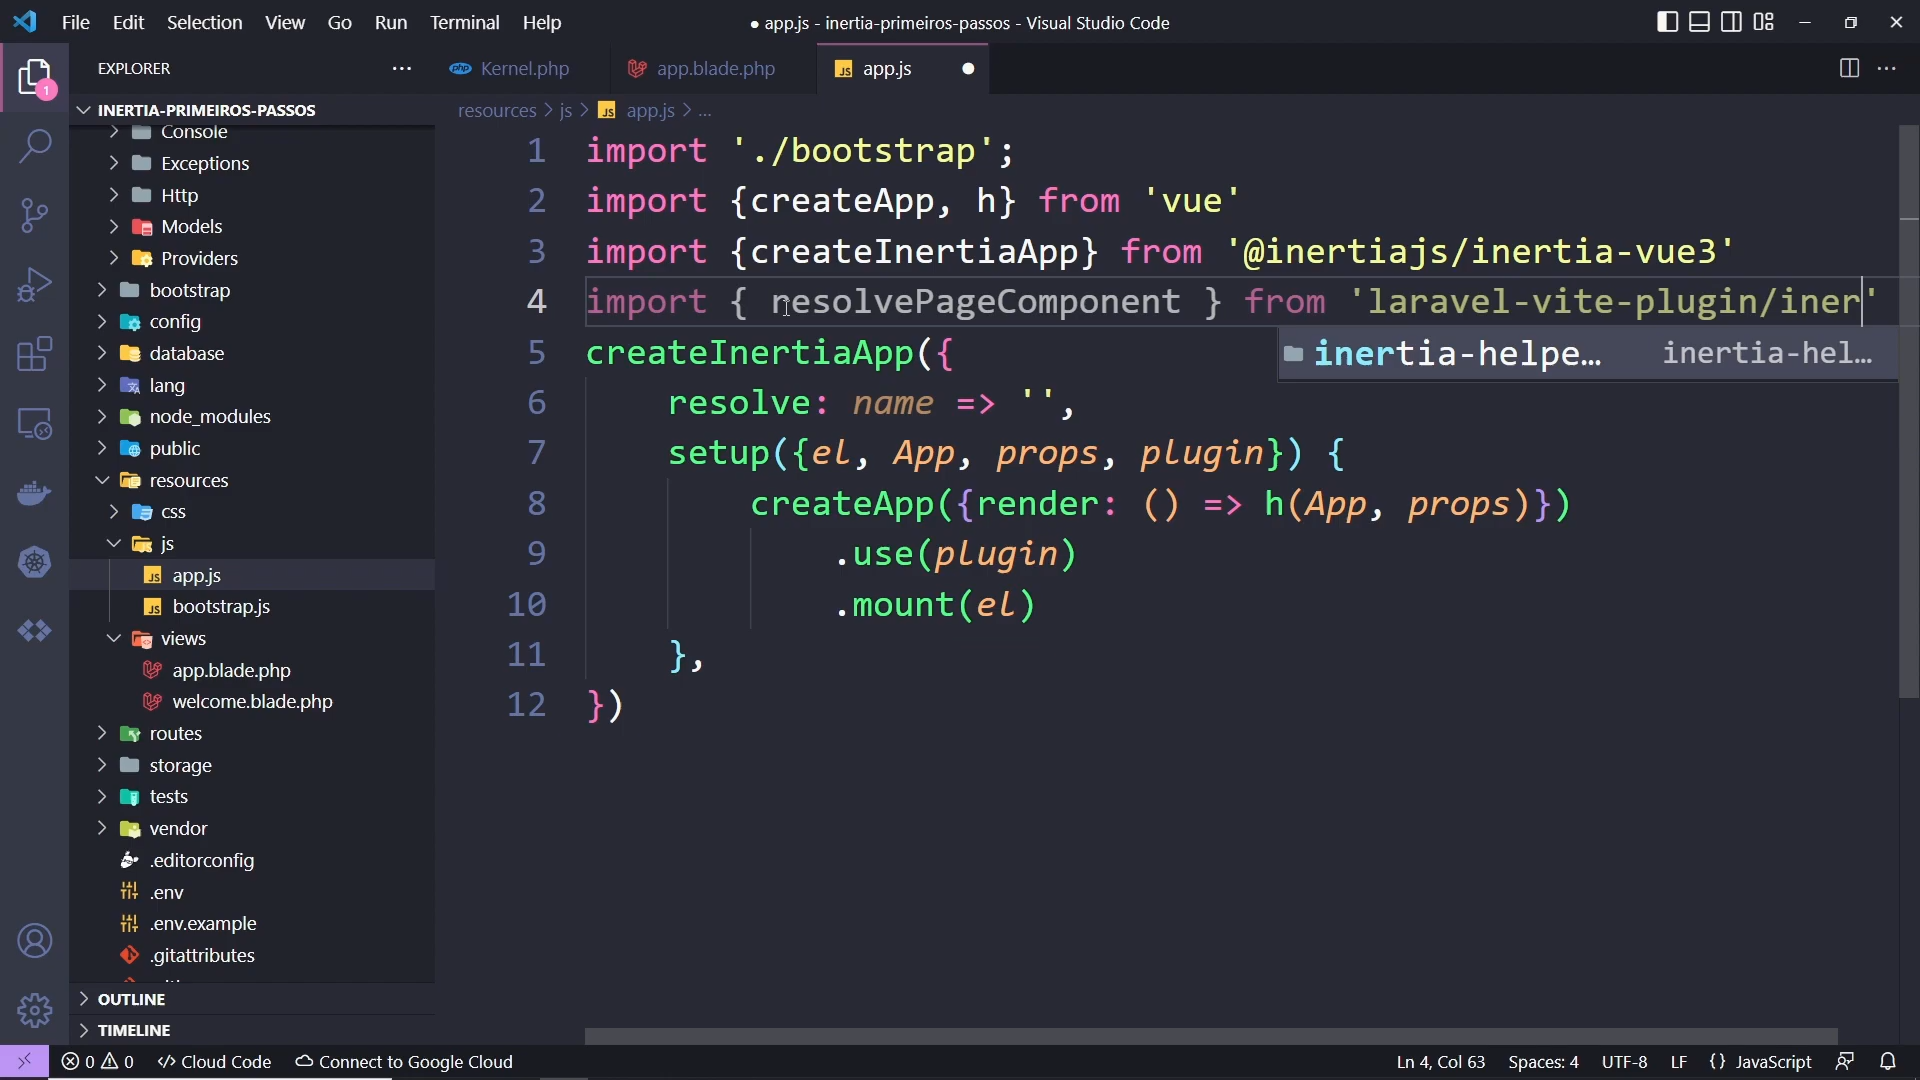 File Edit Selection View Go Run Terminal Help
● app.js - inertia-primeiros-passos - Visual Studio Code
1
EXPLORER
INERTIA-PRIMEIROS-PASSOS
Console
Exceptions
Http
Models
Providers
bootstrap
config
database
lang
node_modules
public
resources
css
js
app.js
bootstrap.js
views
app.blade.php
welcome.blade.php
routes
storage
tests
vendor
.editorconfig
.env
.env.example
.gitattributes
OUTLINE
TIMELINE
php Kernel.php app.blade.php JS app.js
resources > js > JS app.js > ...
1 import './bootstrap';
2 import {createApp, h} from 'vue'
3 import {createInertiaApp} from '@inertiajs/inertia-vue3'
4 import { resolvePageComponent } from 'laravel-vite-plugin/iner'
inertia-helpe… inertia-hel…
5 createInertiaApp({
6 resolve: name => '',
7 setup({el, App, props, plugin}) {
8 createApp({render: () => h(App, props)})
9 .use(plugin)
10 .mount(el)
11 },
12 })
0 0 Cloud Code Connect to Google Cloud
Ln 4, Col 63 Spaces: 4 UTF-8 LF {} JavaScript